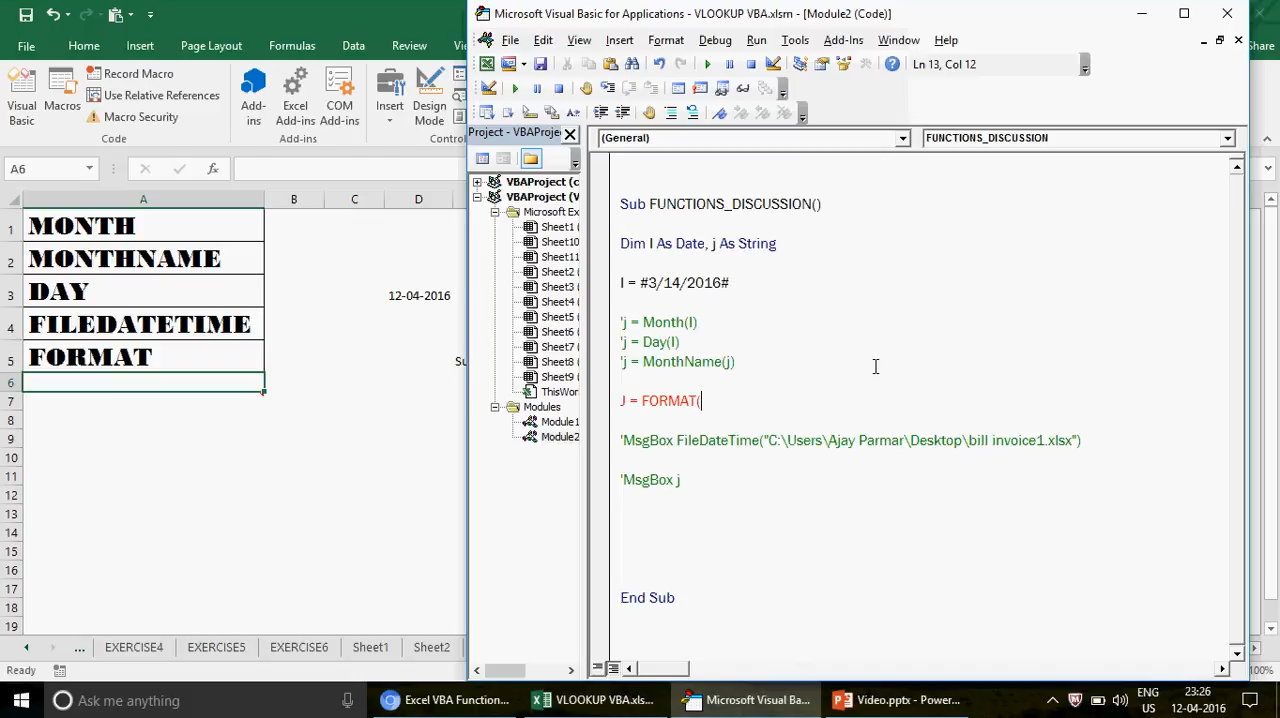 Microsoft Visual Basic for Applications - VLOOKUP VBA.xlsm - [Module2 (Code)]
File Home Insert Page Layout Formulas Data Review Share
File Edit View Insert Format Debug Run Tools Add-Ins Window Help
Ln 13, Col 12
Visual Basic
Macros
Record Macro
Use Relative References
Macro Security
Code
Add-ins
Excel Add-ins
COM Add-ins
Add-ins
Insert
Design Mode
A6
fx
Project - VBAProje
(General)
FUNCTIONS_DISCUSSION
VBAProject (
VBAProject (V
Microsoft Ex
Sheet1 (
Sheet10
Sheet11
Sheet2 (
Sheet3 (
Sheet4 (
Sheet5 (
Sheet6 (
Sheet7 (
Sheet8 (
Sheet9 (
ThisWor
Modules
Module1
Module2
A B C D
1 MONTH
2 MONTHNAME
3 DAY 12-04-2016
4 FILEDATETIME
5 FORMAT Su
6
7
8
9
10
11
12
13
14
15
16
17
18
19
Sub FUNCTIONS_DISCUSSION()
Dim I As Date, j As String
I = #3/14/2016#
'j = Month(I)
'j = Day(I)
'j = MonthName(j)
J = FORMAT(
'MsgBox FileDateTime("C:\Users\Ajay Parmar\Desktop\bill invoice1.xlsx")
'MsgBox j
End Sub
... EXERCISE4 EXERCISE5 EXERCISE6 Sheet1 Sheet2
Ready
100%
Ask me anything
Excel VBA Function...
VLOOKUP VBA.xls...
Microsoft Visual Ba...
Video.pptx - Power...
ENG
23:26
12-04-2016